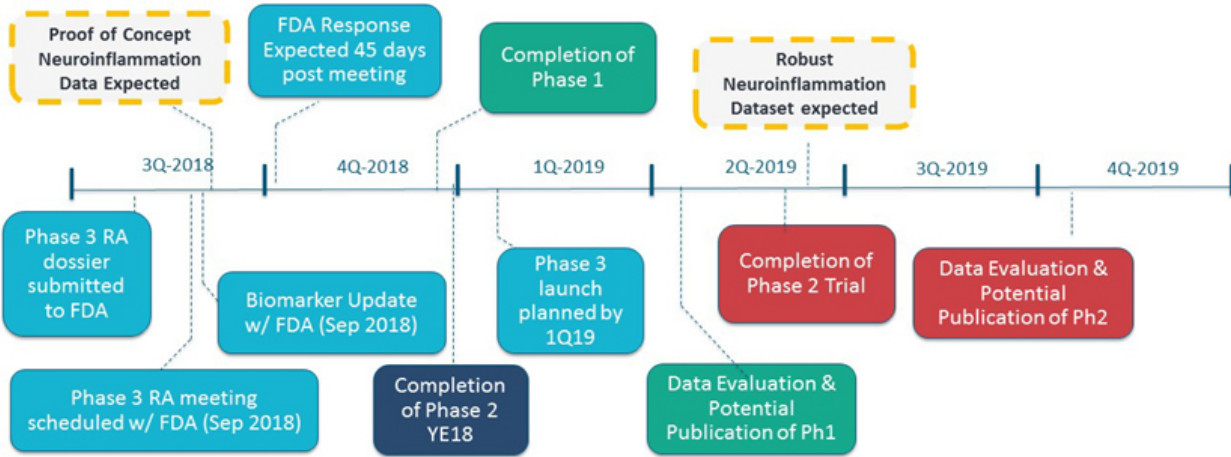 Proof of Concept
Neuroinflammation
Data Expected
FDA Response
Expected 45 days
post meeting
Completion of
Phase 1
Robust
Neuroinflammation
Dataset expected
3Q-2018
4Q-2018
1Q-2019
2Q-2019
3Q-2019
4Q-2019
Phase 3 RA
dossier
submitted
to FDA
Biomarker Update
w/ FDA (Sep 2018)
Phase 3
launch
planned by
1Q19
Completion of
Phase 2 Trial
Data Evaluation &
Potential
Publication of Ph2
Phase 3 RA meeting
scheduled w/ FDA (Sep 2018)
Completion
of Phase 2
YE18
Data Evaluation &
Potential
Publication of Ph1